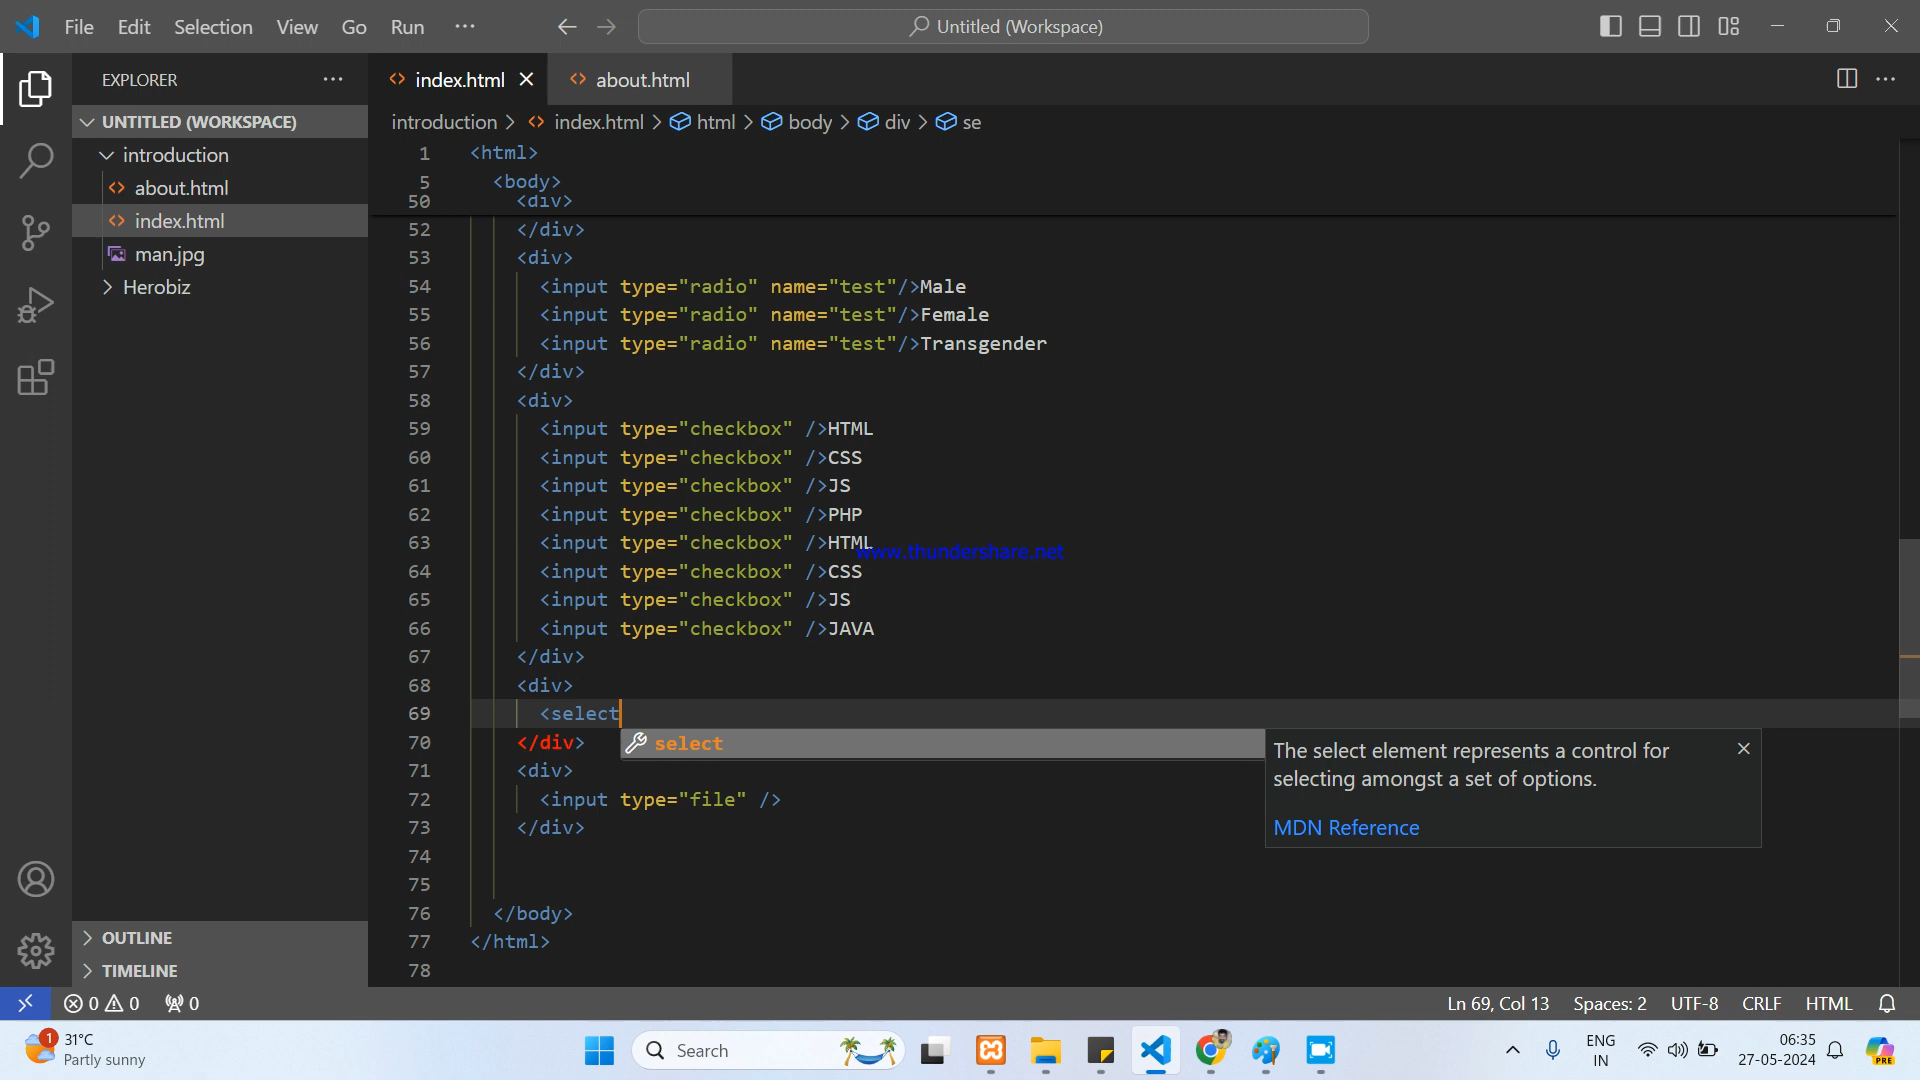 File Edit Selection View Go Run ···
Untitled (Workspace)
EXPLORER
UNTITLED (WORKSPACE)
introduction
about.html
index.html
man.jpg
Herobiz
OUTLINE
TIMELINE
index.html
about.html
introduction > index.html > html > body > div > se
1 <html>
5 <body>
50 <div>
52 </div>
53 <div>
54 <input type="radio" name="test"/>Male
55 <input type="radio" name="test"/>Female
56 <input type="radio" name="test"/>Transgender
57 </div>
58 <div>
59 <input type="checkbox" />HTML
60 <input type="checkbox" />CSS
61 <input type="checkbox" />JS
62 <input type="checkbox" />PHP
63 <input type="checkbox" />HTML
www.thundershare.net
64 <input type="checkbox" />CSS
65 <input type="checkbox" />JS
66 <input type="checkbox" />JAVA
67 </div>
68 <div>
69 <select
70 </div>
select
The select element represents a control for
selecting amongst a set of options.
MDN Reference
71 <div>
72 <input type="file" />
73 </div>
74
75
76 </body>
77 </html>
78
0 0 0
Ln 69, Col 13 Spaces: 2 UTF-8 CRLF HTML
1
31°C
Partly sunny
Search
ENG
IN
06:35
27-05-2024
PRE